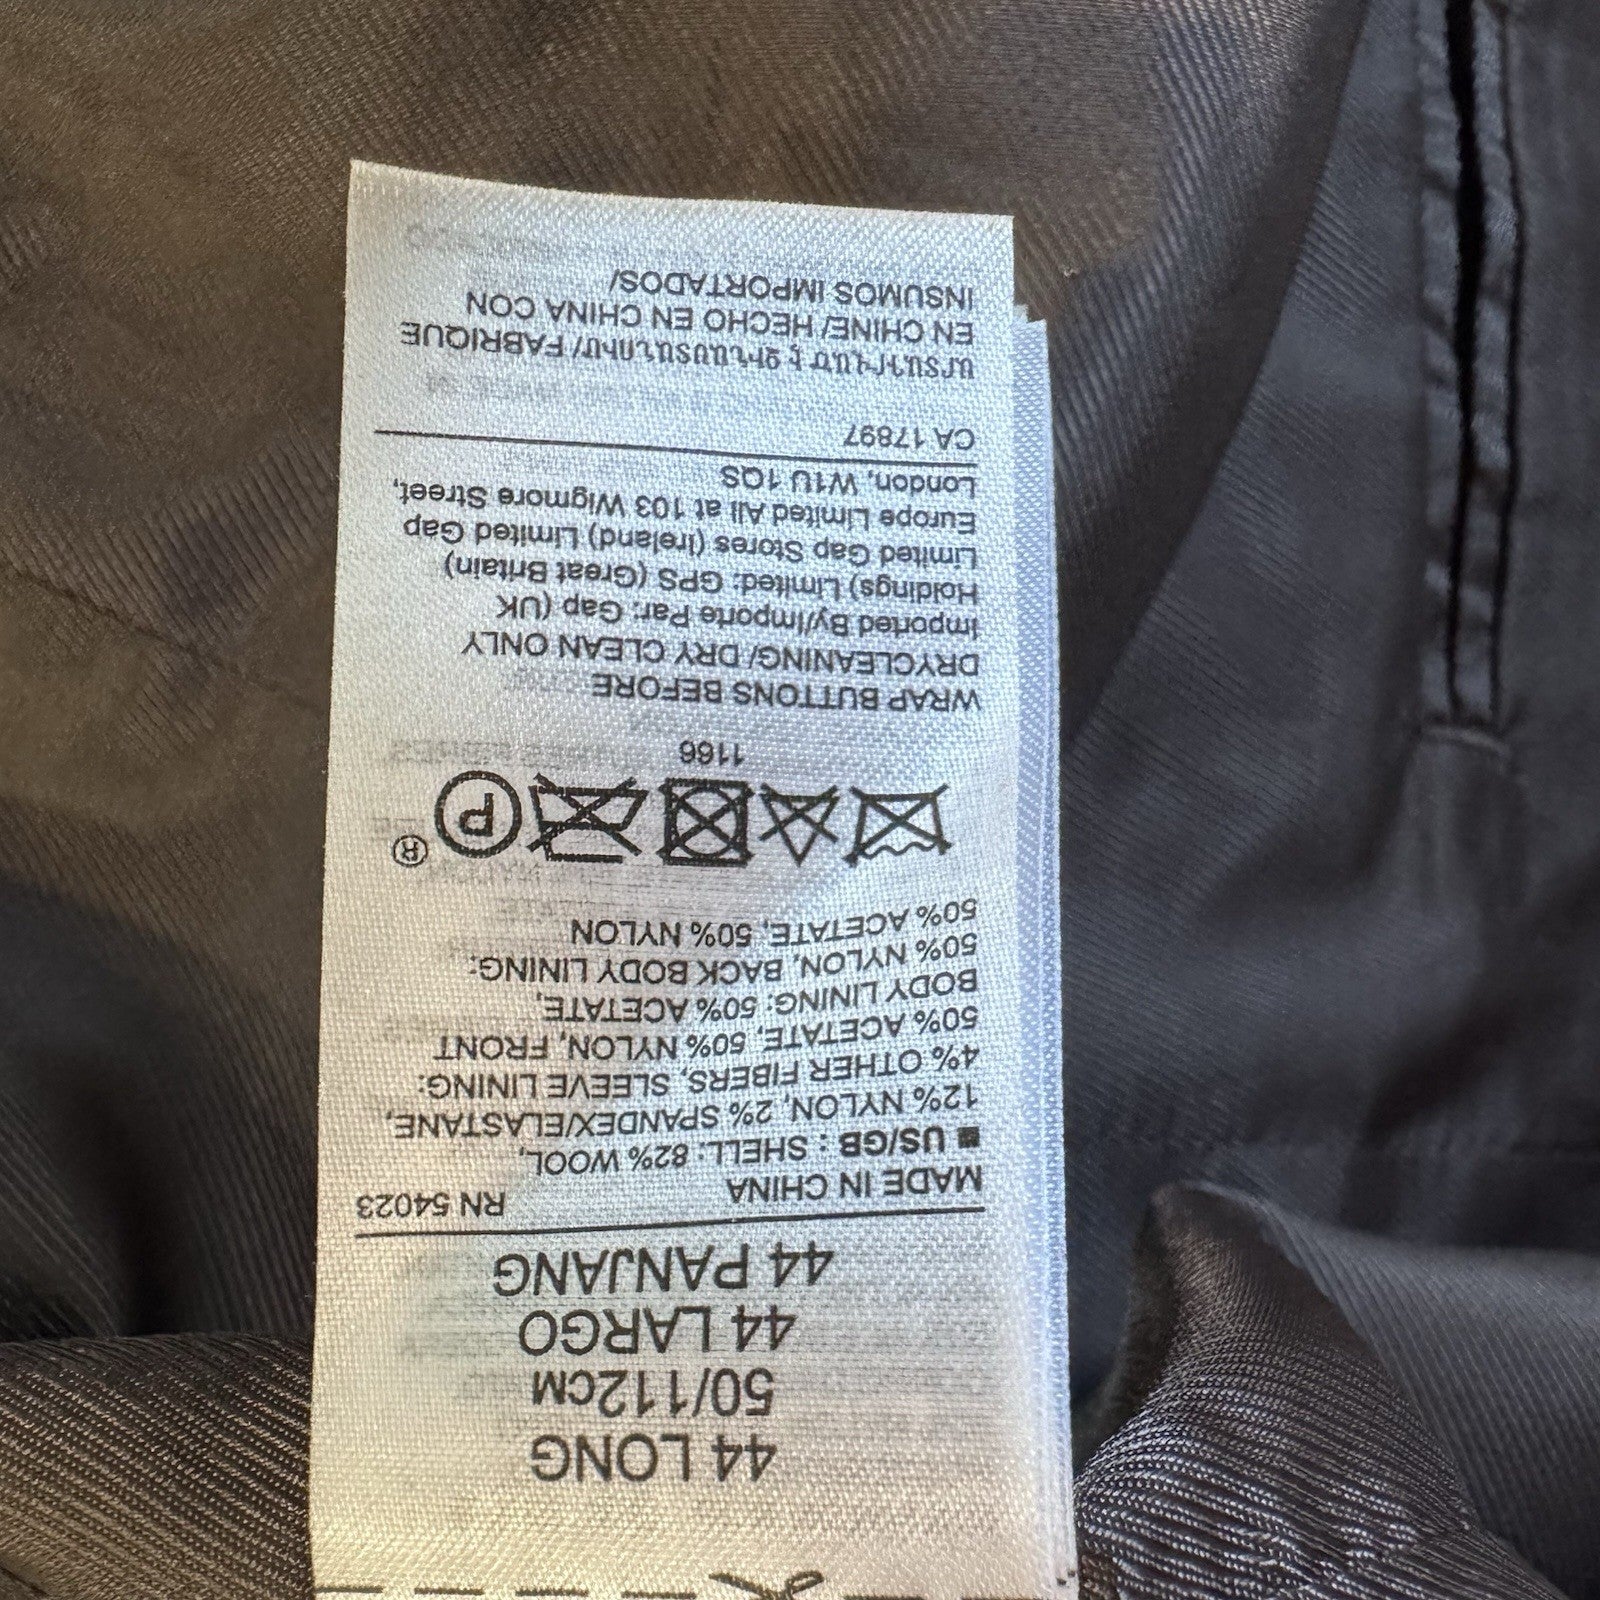 44 LONG
50/112CM
44 LARGO
44 PANJANG
MADE IN CHINA RN 54023
■ US/GB : SHELL: 82% WOOL,
12% NYLON, 2% SPANDEX/ELASTANE,
4% OTHER FIBERS, SLEEVE LINING:
50% ACETATE, 50% NYLON, FRONT
BODY LINING: 50% ACETATE,
50% NYLON, BACK BODY LINING:
50% ACETATE, 50% NYLON
P ®
1166
WRAP BUTTONS BEFORE
DRYCLEANING/DRY CLEAN ONLY
Imported By/Importe Par: Gap (UK
Holdings) Limited: GPS (Great Britain)
Limited Gap Stores (Ireland) Limited Gap
Europe Limited All at 103 Wigmore Street,
London, W1U 1QS
CA 17897
ԱՐՏԱԴՐՎԱԾ Է ՉԻՆԱՍՏԱՆՈՒՄ/ FABRIQUE
EN CHINE/ HECHO EN CHINA CON
INSUMOS IMPORTADOS/